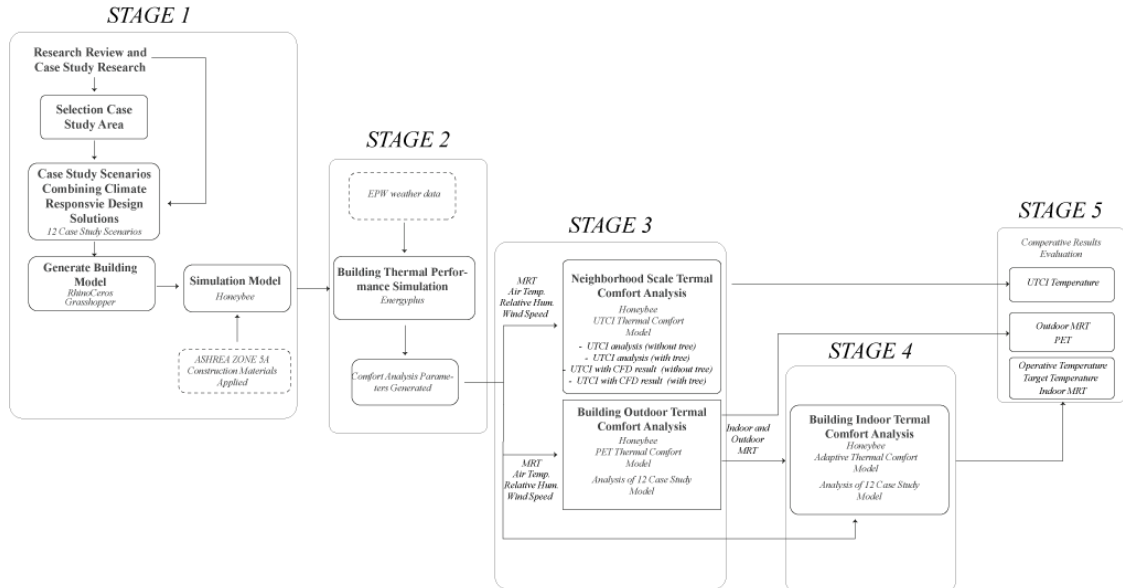 STAGE 1
Research Review and
Case Study Research
Selection Case
Study Area
Case Study Scenarios
Combining Climate
Responsvie Design
Solutions
12 Case Study Scenarios
Generate Building
Model
RhinoCeros
Grasshopper
Simulation Model
Honeybee
ASHREA ZONE 5A
Construction Materials
Applied
STAGE 2
EPW weather data
Building Thermal Perfor-
mance Simulation
Energyplus
Comfort Analysis Parame-
ters Generated
STAGE 3
MRT
Air Temp.
Relative Hum.
Wind Speed
Neighborhood Scale Termal
Comfort Analysis
Honeybee
UTCI Thermal Comfort
Model
- UTCI analysis (without tree)
- UTCI analysis (with tree)
- UTCI with CFD result (without tree)
- UTCI with CFD result (with tree)
MRT
Air Temp.
Relative Hum.
Wind Speed
Building Outdoor Termal
Comfort Analysis
Honeybee
PET Thermal Comfort
Model
Analysis of 12 Case Study
Model
Indoor and
Outdoor
MRT
STAGE 4
Building Indoor Termal
Comfort Analysis
Honeybee
Adaptive Thermal Comfort
Model
Analysis of 12 Case Study
Model
STAGE 5
Comperative Results
Evaluation
UTCI Temperature
Outdoor MRT
PET
Operative Temperature
Target Temperature
Indoor MRT